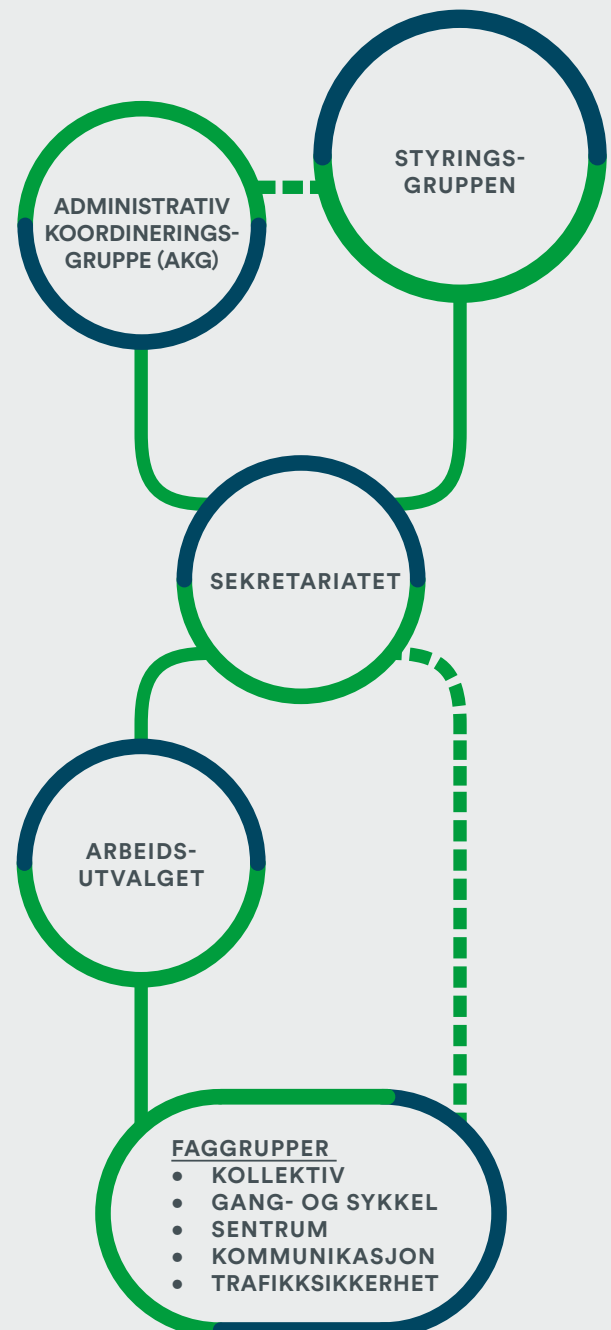 STYRINGS-
GRUPPEN
ADMINISTRATIV
KOORDINERINGS-
GRUPPE (AKG)
SEKRETARIATET
ARBEIDS-
UTVALGET
FAGGRUPPER
• KOLLEKTIV
• GANG- OG SYKKEL
• SENTRUM
• KOMMUNIKASJON
• TRAFIKKSIKKERHET